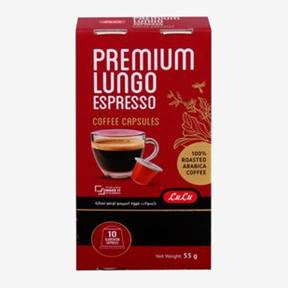 PREMIUM
LUNGO
ESPRESSO
COFFEE CAPSULES
100%
ROASTED
ARABICA
COFFEE
LuLu
10
Net Weight: 55 g